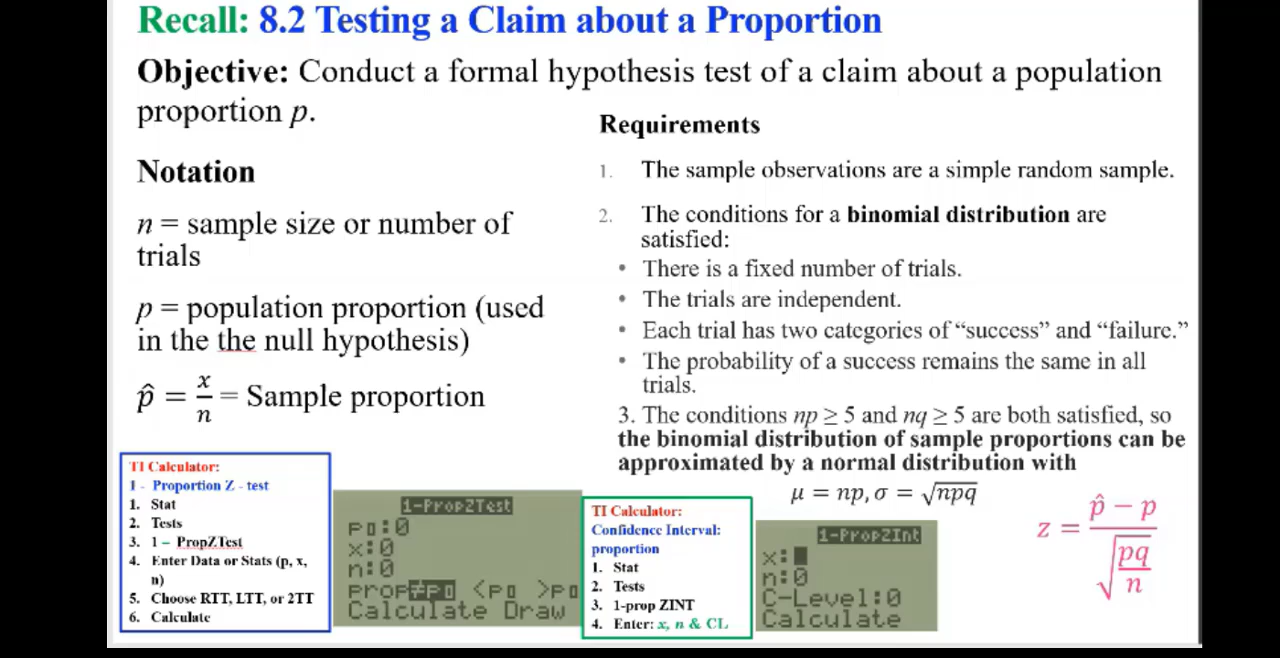 Recall: 8.2 Testing a Claim about a Proportion
Objective: Conduct a formal hypothesis test of a claim about a population
proportion p.
Notation
n = sample size or number of
trials
p = population proportion (used
in the the null hypothesis)
p̂ = x/n = Sample proportion
Requirements
1. The sample observations are a simple random sample.
2. The conditions for a binomial distribution are
satisfied:
• There is a fixed number of trials.
• The trials are independent.
• Each trial has two categories of “success” and “failure.”
• The probability of a success remains the same in all
trials.
3. The conditions np ≥ 5 and nq ≥ 5 are both satisfied, so
the binomial distribution of sample proportions can be
approximated by a normal distribution with
μ = np, σ = √npq
z = (p̂ − p) / √(pq/n)
TI Calculator:
1 - Proportion Z - test
1. Stat
2. Tests
3. 1 – PropZTest
4. Enter Data or Stats (p, x,
n)
5. Choose RTT, LTT, or 2TT
6. Calculate
1-PropZTest
p0:0
x:0
n:0
prop≠p0 <p0 >p0
Calculate Draw
TI Calculator:
Confidence Interval:
proportion
1. Stat
2. Tests
3. 1-prop ZINT
4. Enter: x, n & CL
1-PropZInt
x:
n:0
C-Level:0
Calculate